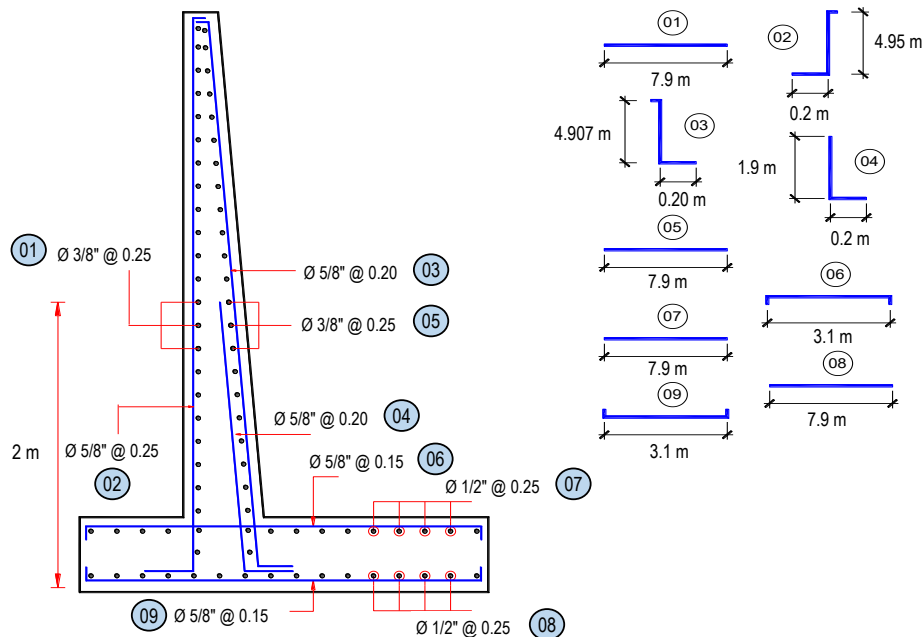 01 Ø 3/8" @ 0.25
Ø 5/8" @ 0.20 03
Ø 3/8" @ 0.25 05
2 m
Ø 5/8" @ 0.20 04
Ø 5/8" @ 0.25
02
Ø 5/8" @ 0.15 06
Ø 1/2" @ 0.25 07
09 Ø 5/8" @ 0.15
Ø 1/2" @ 0.25 08
01
7.9 m
02
4.95 m
0.2 m
03
4.907 m
0.20 m
04
1.9 m
0.2 m
05
7.9 m
06
3.1 m
07
7.9 m
08
7.9 m
09
3.1 m